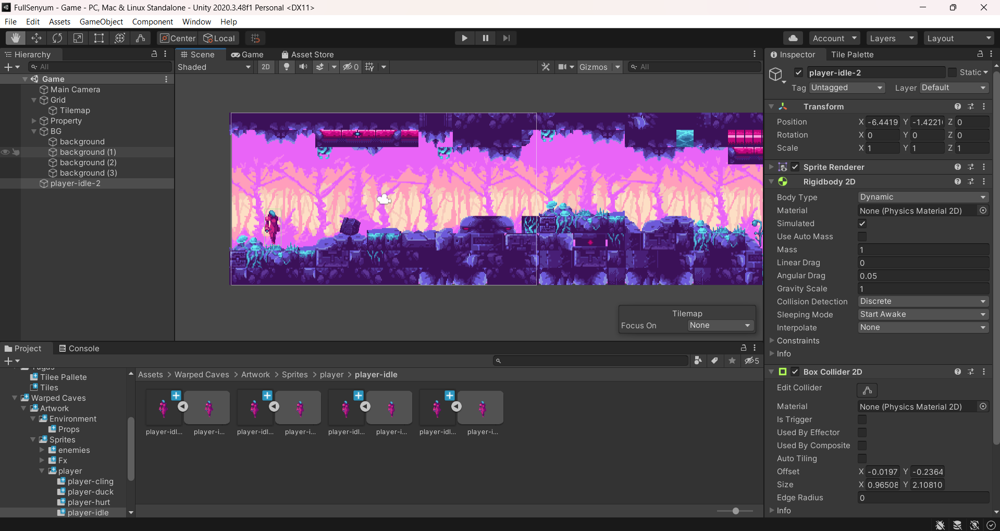 FullSenyum - Game - PC, Mac & Linux Standalone - Unity 2020.3.48f1 Personal <DX11>
File Edit Assets GameObject Component Window Help
Center Local Account Layers Layout
Hierarchy
All
Game
Main Camera
Grid
Tilemap
Property
BG
background
background (1)
background (2)
background (3)
player-idle-2
Scene Game Asset Store
Shaded 2D 0 Gizmos All
Tilemap
Focus On None
Inspector Tile Palette
player-idle-2 Static
Tag Untagged Layer Default
Transform
Position X -6.4419 Y -1.4221 Z 0
Rotation X 0 Y 0 Z 0
Scale X 1 Y 1 Z 1
Sprite Renderer
Rigidbody 2D
Body Type Dynamic
Material None (Physics Material 2D)
Simulated
Use Auto Mass
Mass 1
Linear Drag 0
Angular Drag 0.05
Gravity Scale 1
Collision Detection Discrete
Sleeping Mode Start Awake
Interpolate None
Constraints
Info
Box Collider 2D
Edit Collider
Material None (Physics Material 2D)
Is Trigger
Used By Effector
Used By Composite
Auto Tiling
Offset X -0.0197 Y -0.2364
Size X 0.96508 Y 2.10810
Edge Radius 0
Info
Project Console
5
Tilee Pallete
Tiles
Warped Caves
Artwork
Environment
Props
Sprites
enemies
Fx
player
player-cling
player-duck
player-hurt
player-idle
Assets > Warped Caves > Artwork > Sprites > player > player-idle
player-idl... player-i... player-idl... player-i... player-idl... player-i... player-idl... player-i...